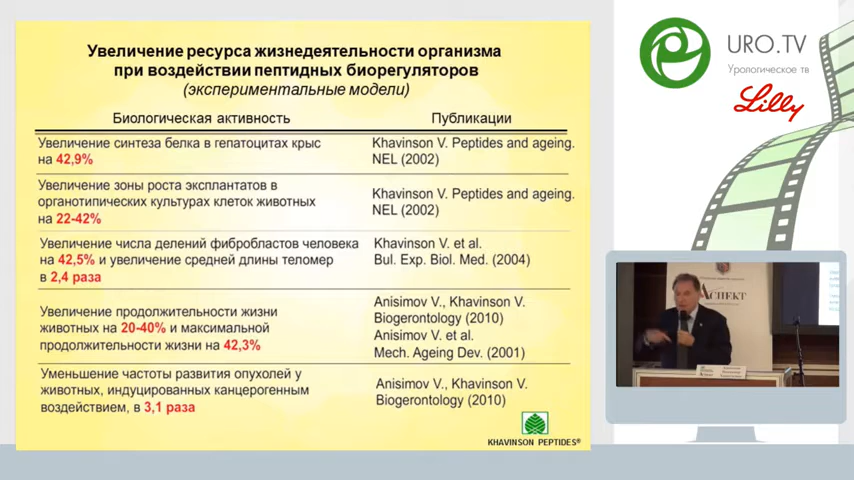 Увеличение ресурса жизнедеятельности организма
при воздействии пептидных биорегуляторов
(экспериментальные модели)
Биологическая активность
Публикации
Увеличение синтеза белка в гепатоцитах крыс
на 42,9%
Khavinson V. Peptides and ageing.
NEL (2002)
Увеличение зоны роста эксплантатов в
органотипических культурах клеток животных
на 22-42%
Khavinson V. Peptides and ageing.
NEL (2002)
Увеличение числа делений фибробластов человека
на 42,5% и увеличение средней длины теломер
в 2,4 раза
Khavinson V. et al.
Bul. Exp. Biol. Med. (2004)
Увеличение продолжительности жизни
животных на 20-40% и максимальной
продолжительности жизни на 42,3%
Anisimov V., Khavinson V.
Biogerontology (2010)
Anisimov V. et al.
Mech. Ageing Dev. (2001)
Уменьшение частоты развития опухолей у
животных, индуцированных канцерогенным
воздействием, в 3,1 раза
Anisimov V., Khavinson V.
Biogerontology (2010)
KHAVINSON PEPTIDES®
URO.TV
Урологическое тв
Lilly
АСПЕКТ